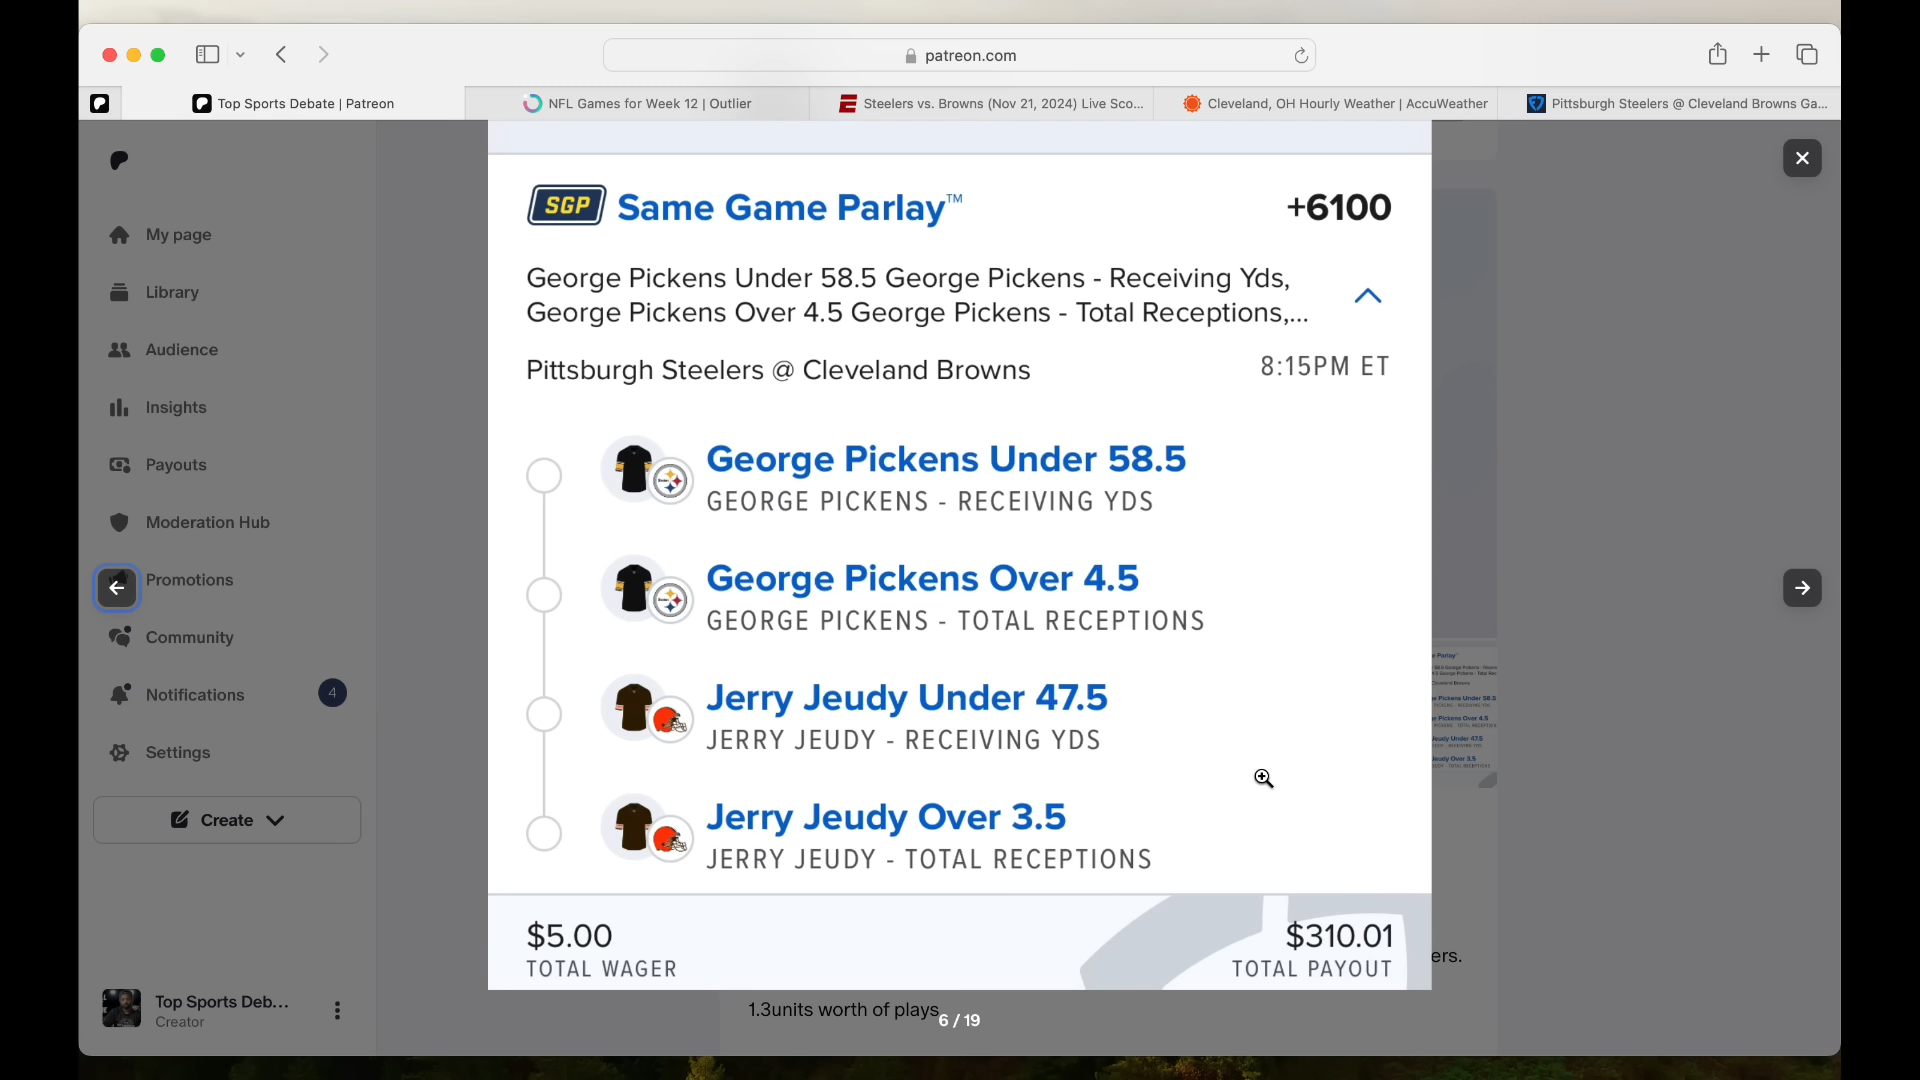 patreon.com
Top Sports Debate | Patreon
NFL Games for Week 12 | Outlier
Steelers vs. Browns (Nov 21, 2024) Live Sco...
Cleveland, OH Hourly Weather | AccuWeather
Pittsburgh Steelers @ Cleveland Browns Ga...
My page
Library
Audience
Insights
Payouts
Moderation Hub
Promotions
Community
Notifications 4
Settings
Create
Top Sports Deb...
Creator
SGP Same Game Parlay™ +6100
George Pickens Under 58.5 George Pickens - Receiving Yds,
George Pickens Over 4.5 George Pickens - Total Receptions,...
Pittsburgh Steelers @ Cleveland Browns 8:15PM ET
George Pickens Under 58.5
GEORGE PICKENS - RECEIVING YDS
George Pickens Over 4.5
GEORGE PICKENS - TOTAL RECEPTIONS
Jerry Jeudy Under 47.5
JERRY JEUDY - RECEIVING YDS
Jerry Jeudy Over 3.5
JERRY JEUDY - TOTAL RECEPTIONS
$5.00 $310.01
TOTAL WAGER TOTAL PAYOUT
ers.
1.3units worth of plays
6 / 19